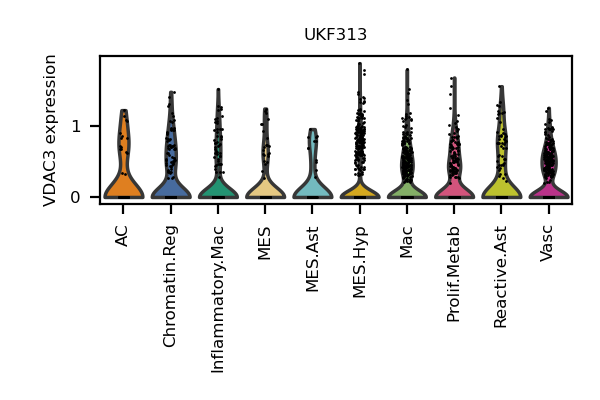 UKF313
VDAC3 expression
1
0
AC
Chromatin.Reg
Inflammatory.Mac
MES
MES.Ast
MES.Hyp
Mac
Prolif.Metab
Reactive.Ast
Vasc